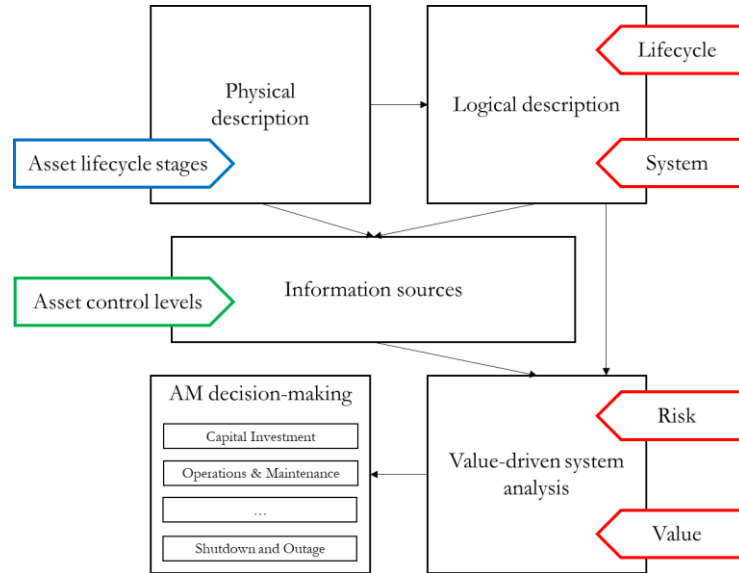 Lifecycle
Physical
description
Logical description
Asset lifecycle stages
System
Information sources
Asset control levels
AM decision-making
Capital Investment
Operations & Maintenance
…
Shutdown and Outage
Risk
Value-driven system
analysis
Value